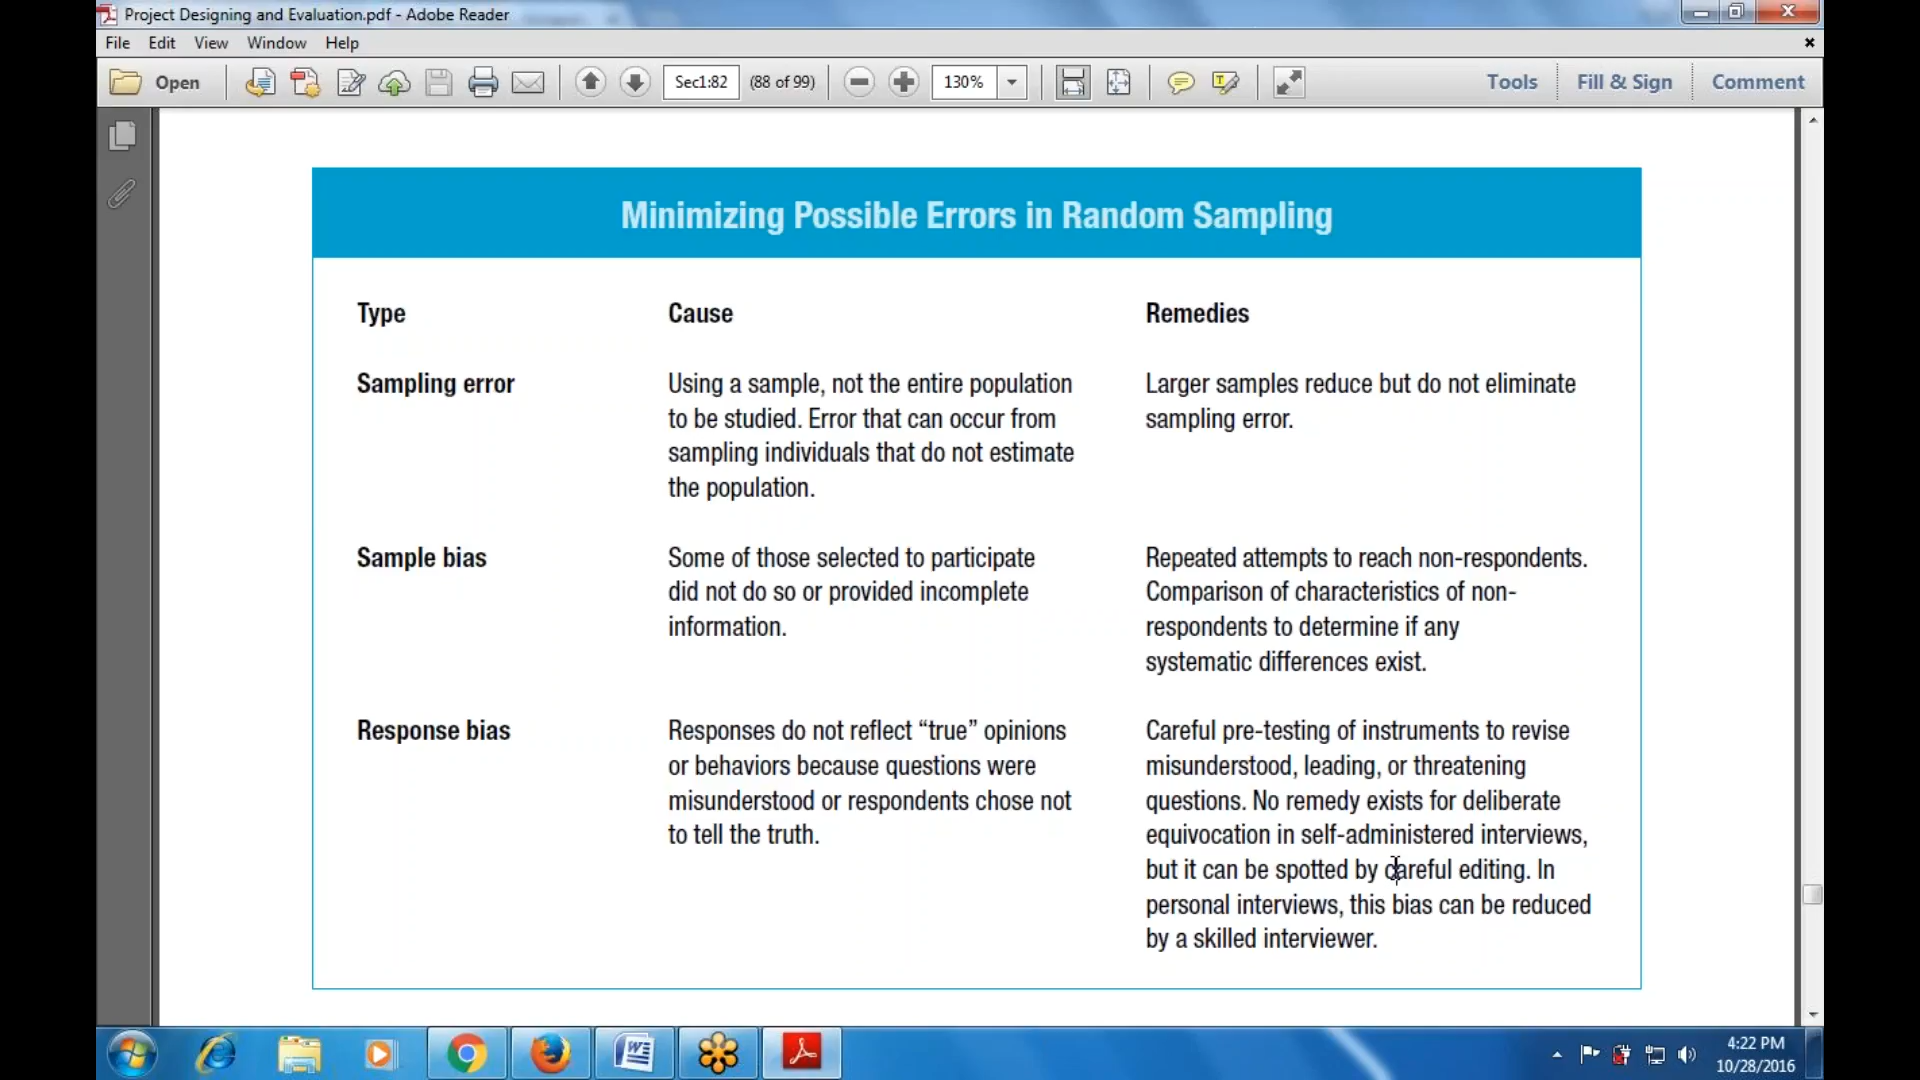 Project Designing and Evaluation.pdf - Adobe Reader
File Edit View Window Help
Open Sec1:82 (88 of 99) 130% Tools Fill & Sign Comment
Minimizing Possible Errors in Random Sampling
Type Cause Remedies
Sampling error Using a sample, not the entire population Larger samples reduce but do not eliminate
to be studied. Error that can occur from sampling error.
sampling individuals that do not estimate
the population.
Sample bias Some of those selected to participate Repeated attempts to reach non-respondents.
did not do so or provided incomplete Comparison of characteristics of non-
information. respondents to determine if any
systematic differences exist.
Response bias Responses do not reflect “true” opinions Careful pre-testing of instruments to revise
or behaviors because questions were misunderstood, leading, or threatening
misunderstood or respondents chose not questions. No remedy exists for deliberate
to tell the truth. equivocation in self-administered interviews,
but it can be spotted by careful editing. In
personal interviews, this bias can be reduced
by a skilled interviewer.
4:22 PM
10/28/2016